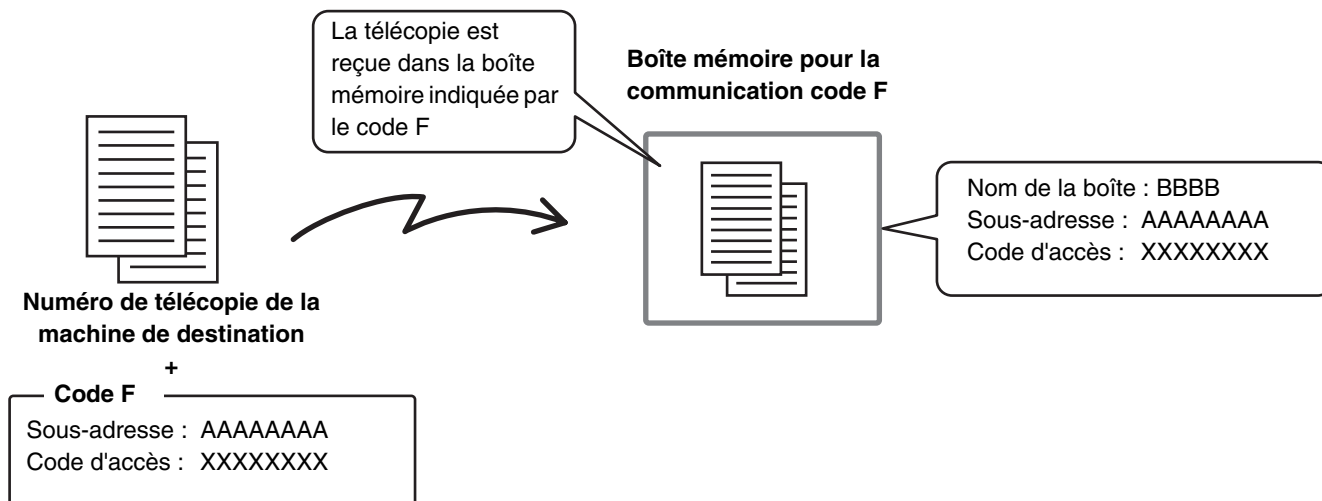 La télécopie est
reçue dans la boîte
mémoire indiquée par
le code F
Boîte mémoire pour la
communication code F
Nom de la boîte : BBBB
Sous-adresse : AAAAAAAA
Code d'accès : XXXXXXXX
Numéro de télécopie de la
machine de destination
+
Code F
Sous-adresse : AAAAAAAA
Code d'accès : XXXXXXXX